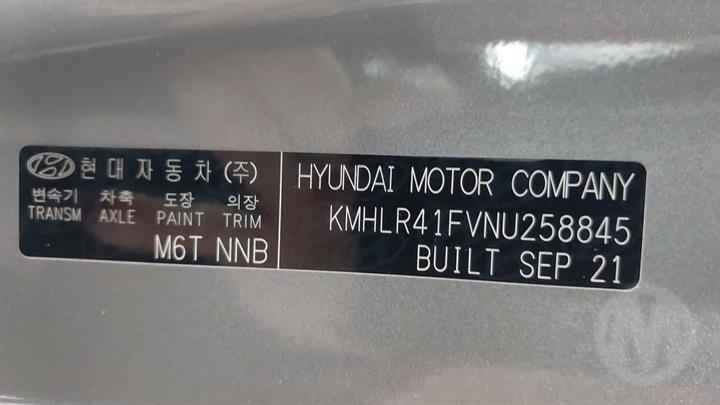 현대자동차(주)
변속기 차축 도장 의장
TRANSM AXLE PAINT TRIM
M6T NNB
HYUNDAI MOTOR COMPANY
KMHLR41FVNU258845
BUILT SEP 21